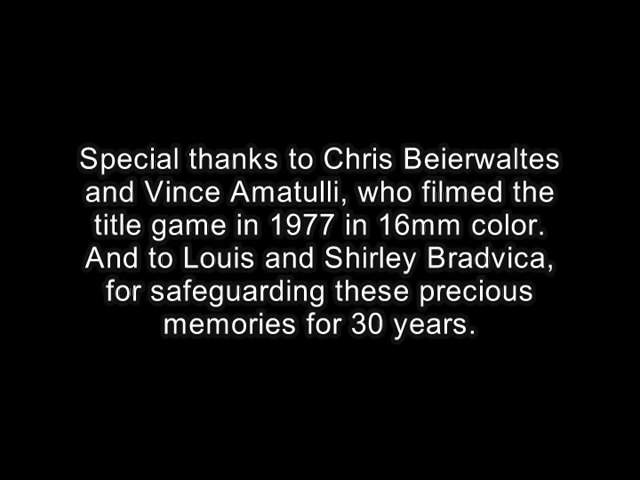 Special thanks to Chris Beierwaltes
and Vince Amatulli, who filmed the
title game in 1977 in 16mm color.
And to Louis and Shirley Bradvica,
for safeguarding these precious
memories for 30 years.